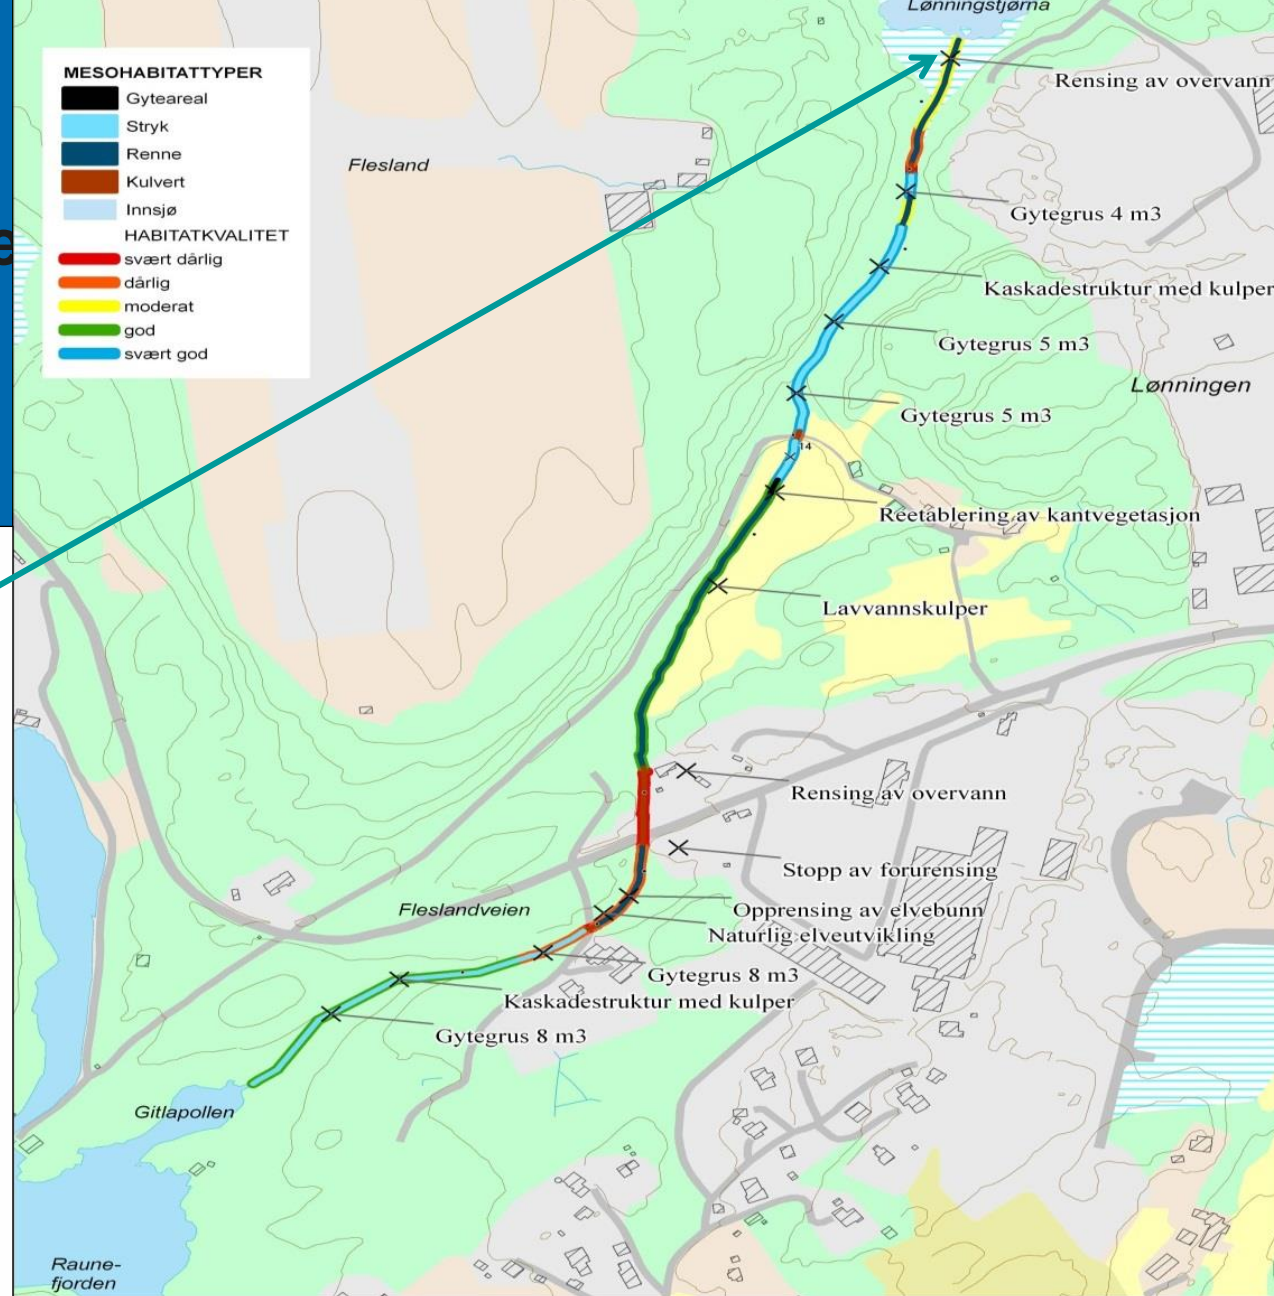 Lønningstjørna
MESOHABITATTYPER
Gyteareal
Stryk
Renne
Kulvert
Innsjø
HABITATKVALITET
svært dårlig
dårlig
moderat
god
svært god
e
Flesland
Rensing av overvann
Gytegrus 4 m3
Kaskadestruktur med kulper
Gytegrus 5 m3
Lønningen
Gytegrus 5 m3
14
Reetablering av kantvegetasjon
Lavvannskulper
Rensing av overvann
Stopp av forurensing
Fleslandveien
Opprensing av elvebunn
Naturlig elveutvikling
Gytegrus 8 m3
Kaskadestruktur med kulper
Gytegrus 8 m3
Gitlapollen
Raune-
fjorden